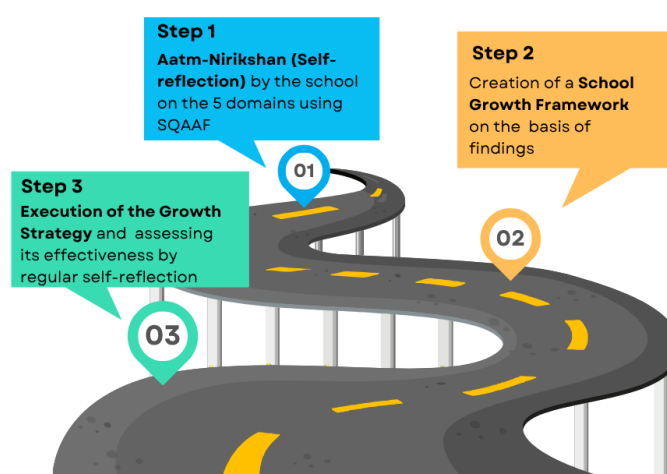 Step 1
Aatm-Nirikshan (Self-
reflection) by the school
on the 5 domains using
SQAAF
01
Step 2
Creation of a School
Growth Framework
on the basis of
findings
02
Step 3
Execution of the Growth
Strategy and assessing
its effectiveness by
regular self-reflection
03